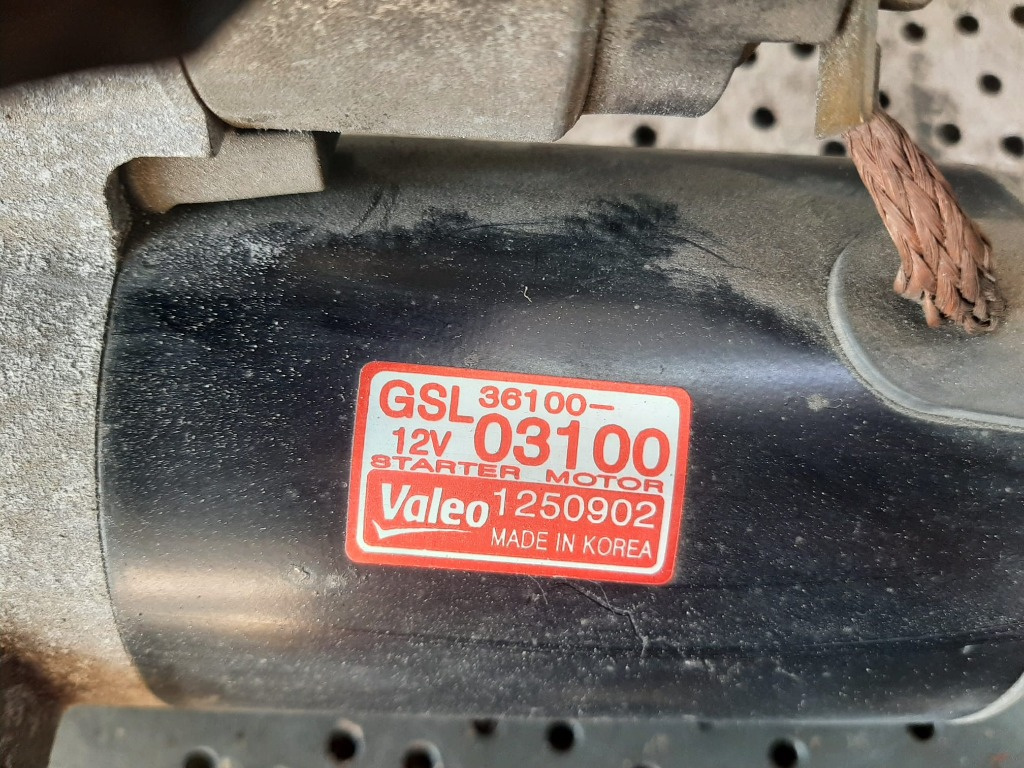 GSL 36100-
12V 03100
STARTER MOTOR
Valeo 1250902
MADE IN KOREA